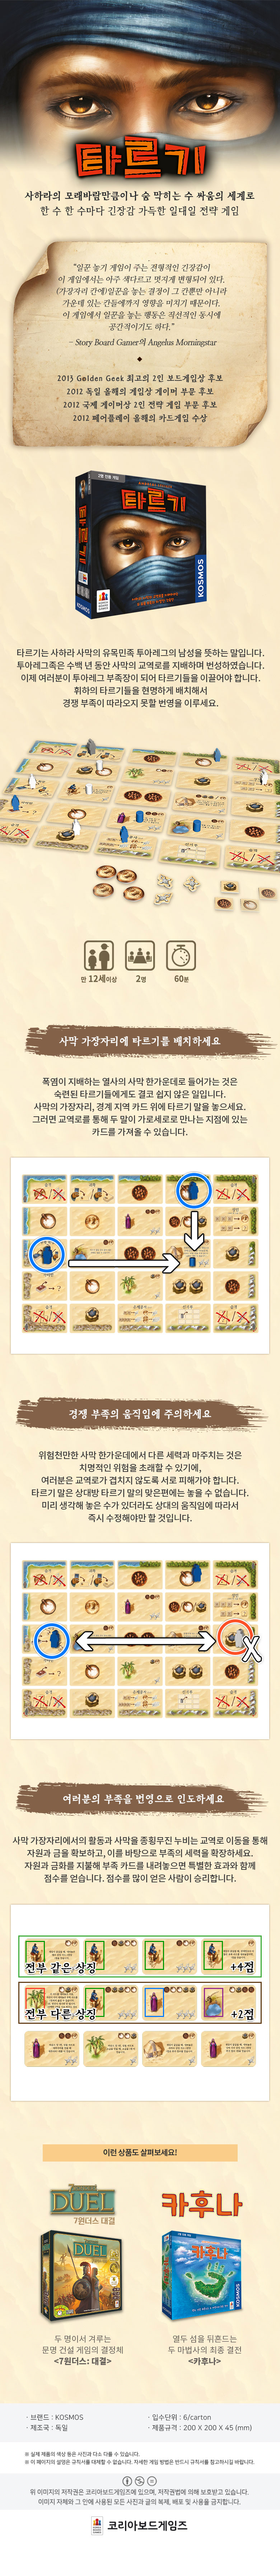 타르기
사하라의 모래바람만큼이나 숨 막히는 수 싸움의 세계로
한 수 한 수마다 긴장감 가득한 일대일 전략 게임
“일꾼 놓기 게임이 주는 전형적인 긴장감이
이 게임에서는 아주 색다르고 멋지게 변형되어 있다.
(가장자리 칸에)일꾼을 놓는 결정이 그 칸뿐만 아니라
가운데 있는 칸들에까지 영향을 미치기 때문이다.
이 게임에서 일꾼을 놓는 행동은 직선적인 동시에
공간적이기도 하다.”
- Story Board Gamer의 Angelus Morningstar
2013 Golden Geek 최고의 2인 보드게임상 후보
2012 독일 올해의 게임상 게이머 부문 후보
2012 국제 게이머상 2인 전략 게임 부문 후보
2012 페어플레이 올해의 카드게임 수상
2명 전용 게임
타르기
KOSMOS
타르기는 사하라 사막의 유목민족 투아레그의 남성을 뜻하는 말입니다.
투아레그족은 수백 년 동안 사막의 교역로를 지배하며 번성하였습니다.
이제 여러분이 투아레그 부족장이 되어 타르기들을 이끌어야 합니다.
휘하의 타르기들을 현명하게 배치해서
경쟁 부족이 따라오지 못할 번영을 이루세요.
만 12세이상
2명
60분
사막 가장자리에 타르기를 배치하세요
폭염이 지배하는 열사의 사막 한가운데로 들어가는 것은
숙련된 타르기들에게도 결코 쉽지 않은 일입니다.
사막의 가장자리, 경계 지역 카드 위에 타르기 말을 놓으세요.
그러면 교역로를 통해 두 말이 가로세로로 만나는 지점에 있는
카드를 가져올 수 있습니다.
경쟁 부족의 움직임에 주의하세요
위험천만한 사막 한가운데에서 다른 세력과 마주치는 것은
치명적인 위험을 초래할 수 있기에,
여러분은 교역로가 겹치지 않도록 서로 피해가야 합니다.
타르기 말은 상대방 타르기 말의 맞은편에는 놓을 수 없습니다.
미리 생각해 놓은 수가 있더라도 상대의 움직임에 따라서
즉시 수정해야만 할 것입니다.
X
여러분의 부족을 번영으로 인도하세요
사막 가장자리에서의 활동과 사막을 종횡무진 누비는 교역로 이동을 통해
자원과 금을 확보하고, 이를 바탕으로 부족의 세력을 확장하세요.
자원과 금화를 지불해 부족 카드를 내려놓으면 특별한 효과와 함께
점수를 얻습니다. 점수를 많이 얻은 사람이 승리합니다.
전부 같은 상징
+4점
전부 다른 상징
+2점
이런 상품도 살펴보세요!
7 WONDERS
DUEL
7원더스 대결
카후나
DUEL
카후나
KOSMOS
두 명이서 겨루는
문명 건설 게임의 결정체
<7원더스: 대결>
열두 섬을 뒤흔드는
두 마법사의 최종 결전
<카후나>
· 브랜드 : KOSMOS
· 제조국 : 독일
· 입수단위 : 6/carton
· 제품규격 : 200 X 200 X 45 (mm)
※ 실제 제품의 색상 등은 사진과 다소 다를 수 있습니다.
※ 이 페이지의 설명은 규칙서를 대체할 수 없습니다. 자세한 게임 방법은 반드시 규칙서를 참고하시길 바랍니다.
위 이미지의 저작권은 코리아보드게임즈에 있으며, 저작권법에 의해 보호받고 있습니다.
이미지 자체와 그 안에 사용된 모든 사진과 글의 복제, 배포 및 사용을 금지합니다.
코리아보드게임즈